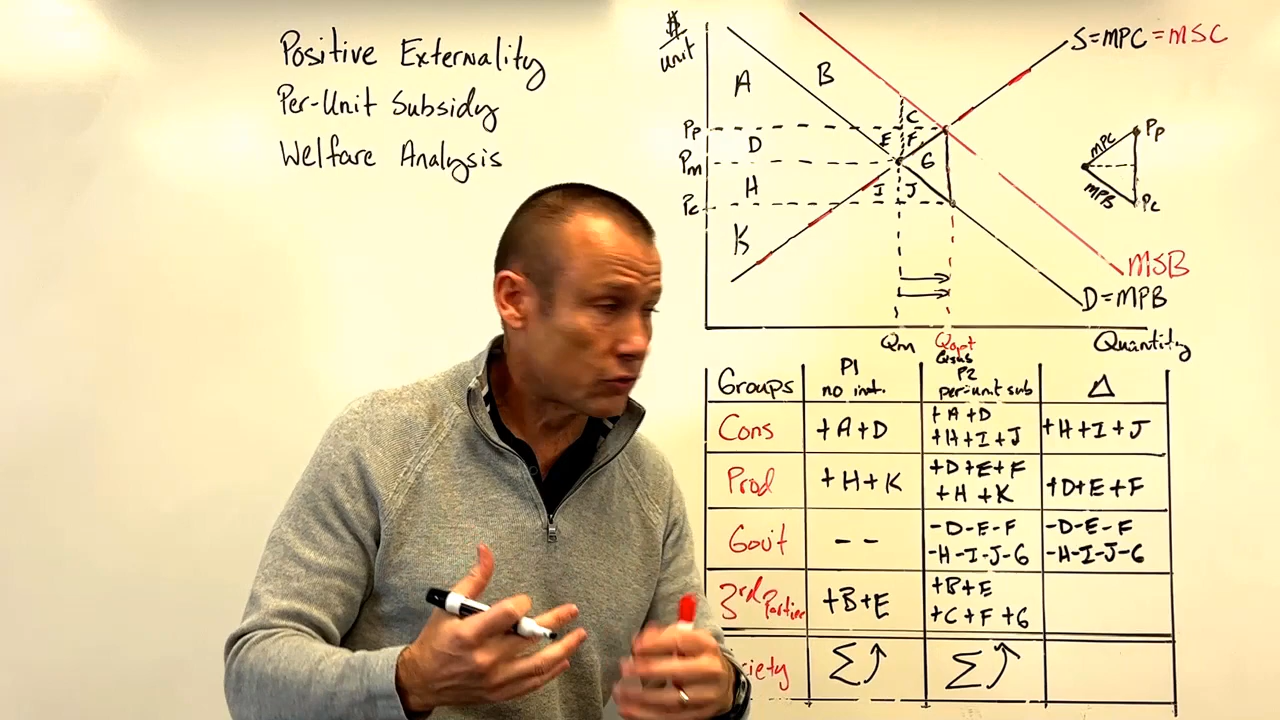 Positive Externality
Per-Unit Subsidy
Welfare Analysis
$
unit
A
B
C
S=MPC =MSC
Pp
D
E
F
G
Pm
H
I
J
Pc
K
MPC
Pp
MPB
Pc
MSB
D=MPB
Qm
Qopt
Quantity
Groups
P1
no int.
P2
per-unit sub
Δ
Cons
+A+D
+A+D
+H+I+J
+H+I+J
Prod
+H+K
+D+E+F
+H+K
+D+E+F
Gov't
- -
-D-E-F
-H-I-J-G
-D-E-F
-H-I-J-G
3rd Parties
+B+E
+B+E
+C+F+G
Σ
Σ